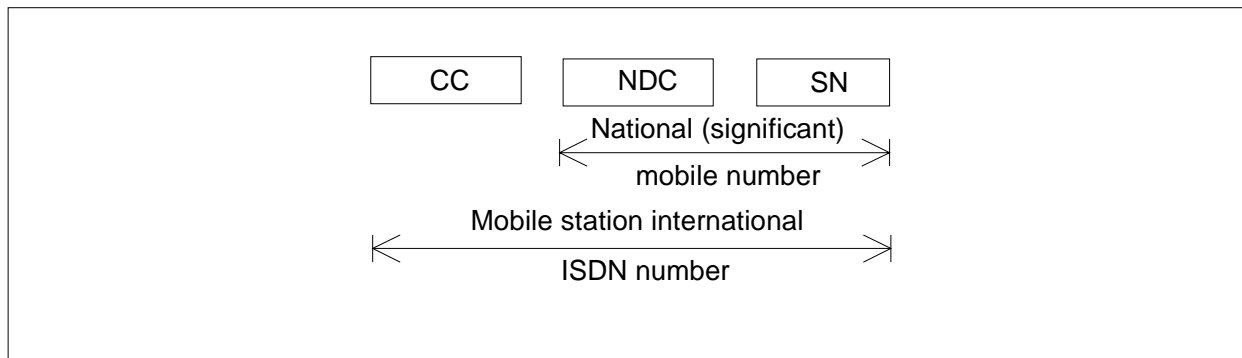 CC NDC SN
National (significant)
mobile number
Mobile station international
ISDN number